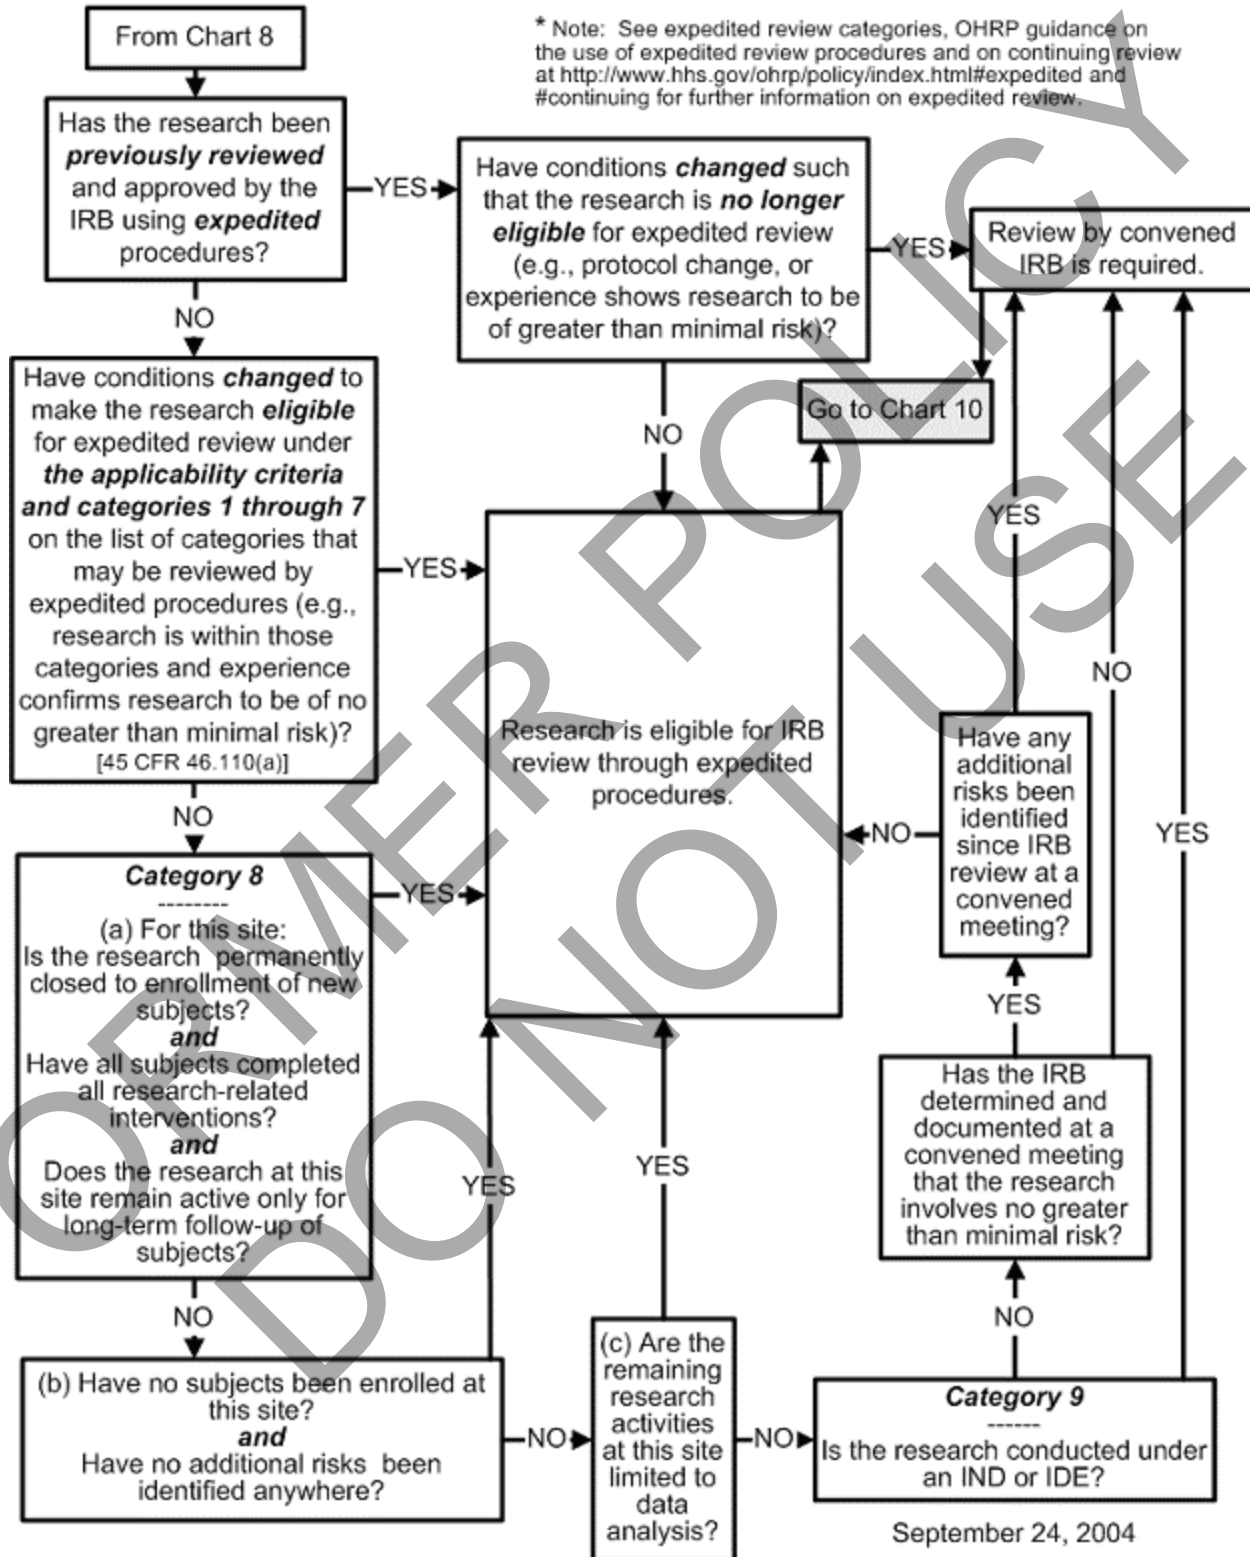 From Chart 8
* Note: See expedited review categories, OHRP guidance on
the use of expedited review procedures and on continuing review
at http://www.hhs.gov/ohrp/policy/index.html#expedited and
#continuing for further information on expedited review.
Has the research been
previously reviewed
and approved by the
IRB using expedited
procedures?
YES
Have conditions changed such
that the research is no longer
eligible for expedited review
(e.g., protocol change, or
experience shows research to be
of greater than minimal risk)?
YES
Review by convened
IRB is required.
NO
Go to Chart 10
NO
Have conditions changed to
make the research eligible
for expedited review under
the applicability criteria
and categories 1 through 7
on the list of categories that
may be reviewed by
expedited procedures (e.g.,
research is within those
categories and experience
confirms research to be of no
greater than minimal risk)?
[45 CFR 46.110(a)]
YES
Research is eligible for IRB
review through expedited
procedures.
YES
NO
YES
Have any
additional
risks been
identified
since IRB
review at a
convened
meeting?
NO
NO
Category 8
--------
(a) For this site:
Is the research permanently
closed to enrollment of new
subjects?
and
Have all subjects completed
all research-related
interventions?
and
Does the research at this
site remain active only for
long-term follow-up of
subjects?
YES
YES
YES
YES
Has the IRB
determined and
documented at a
convened meeting
that the research
involves no greater
than minimal risk?
NO
NO
(b) Have no subjects been enrolled at
this site?
and
Have no additional risks been
identified anywhere?
NO
(c) Are the
remaining
research
activities
at this site
limited to
data
analysis?
NO
Category 9
------
Is the research conducted under
an IND or IDE?
September 24, 2004
ORMER POLICY
DO NOT USE